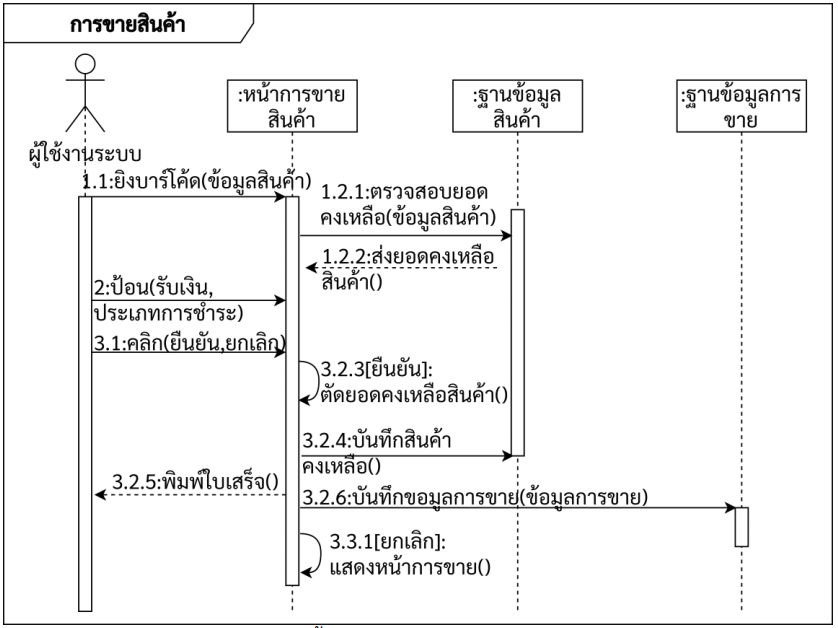 การขายสินค้า
:หน้าการขาย
สินค้า
:ฐานข้อมูล
สินค้า
:ฐานข้อมูลการ
ขาย
ผู้ใช้งานระบบ
1.1:ยิงบาร์โค้ด(ข้อมูลสินค้า)
1.2.1:ตรวจสอบยอด
คงเหลือ(ข้อมูลสินค้า)
1.2.2:ส่งยอดคงเหลือ
สินค้า()
2:ป้อน(รับเงิน,
ประเภทการชำระ)
3.1:คลิก(ยืนยัน,ยกเลิก)
3.2.3[ยืนยัน]:
ตัดยอดคงเหลือสินค้า()
3.2.4:บันทึกสินค้า
คงเหลือ()
3.2.5:พิมพ์ใบเสร็จ()
3.2.6:บันทึกขอมูลการขาย(ข้อมูลการขาย)
3.3.1[ยกเลิก]:
แสดงหน้าการขาย()